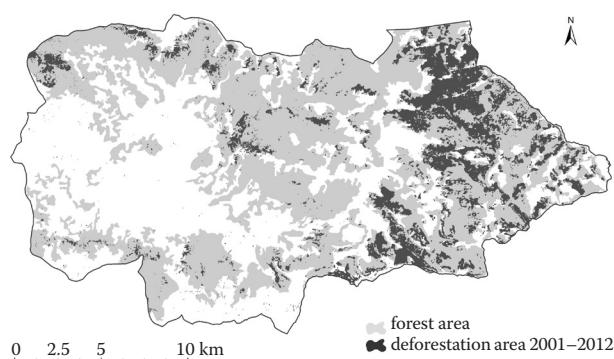 N
forest area
deforestation area 2001–2012
0 2.5 5 10 km